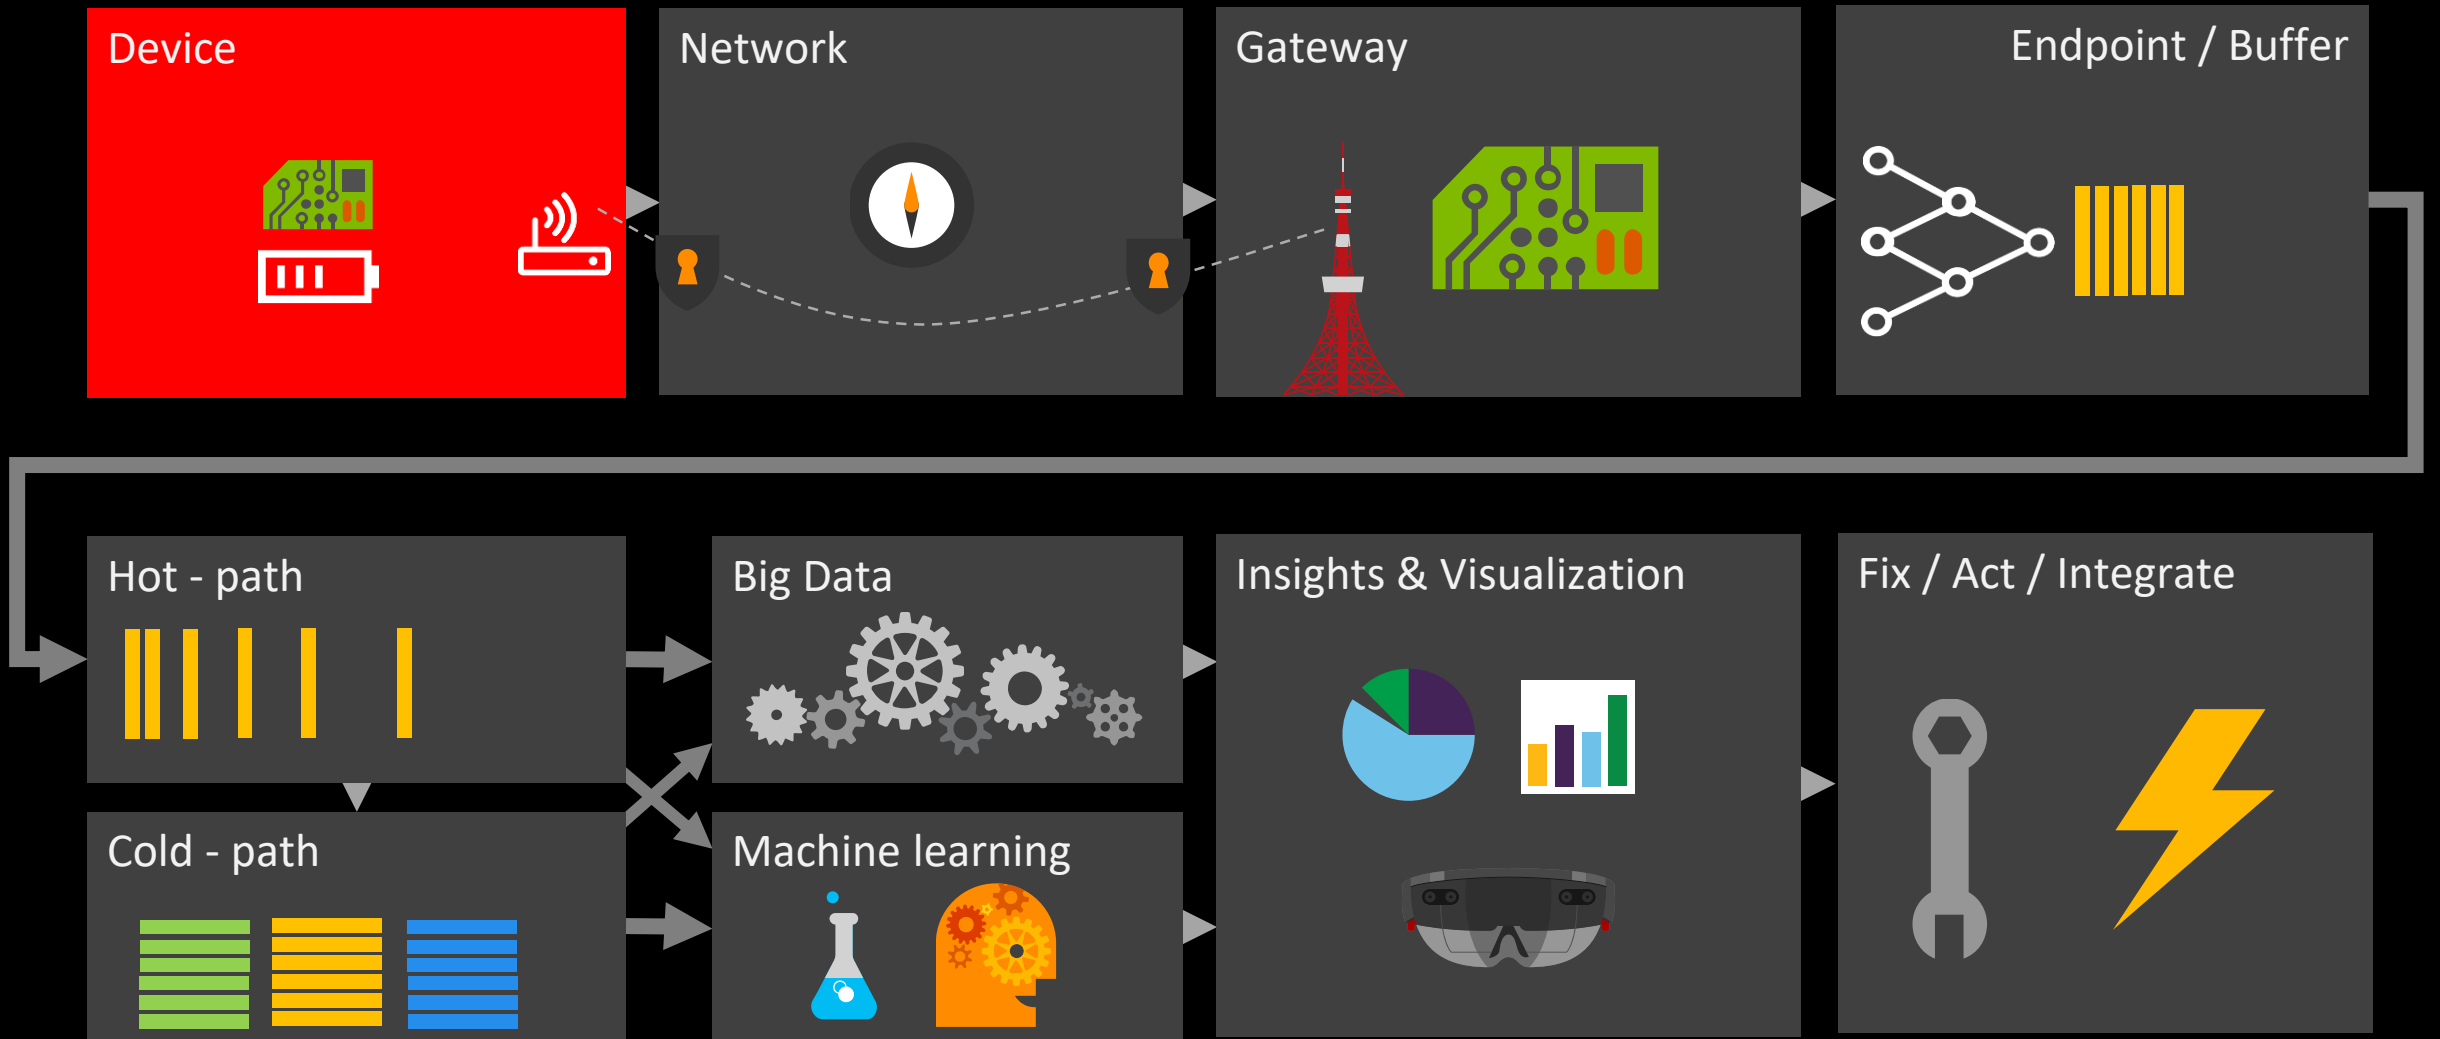 Device
Network
Gateway
Endpoint / Buffer
Hot - path
Big Data
Insights & Visualization
Fix / Act / Integrate
Cold - path
Machine learning